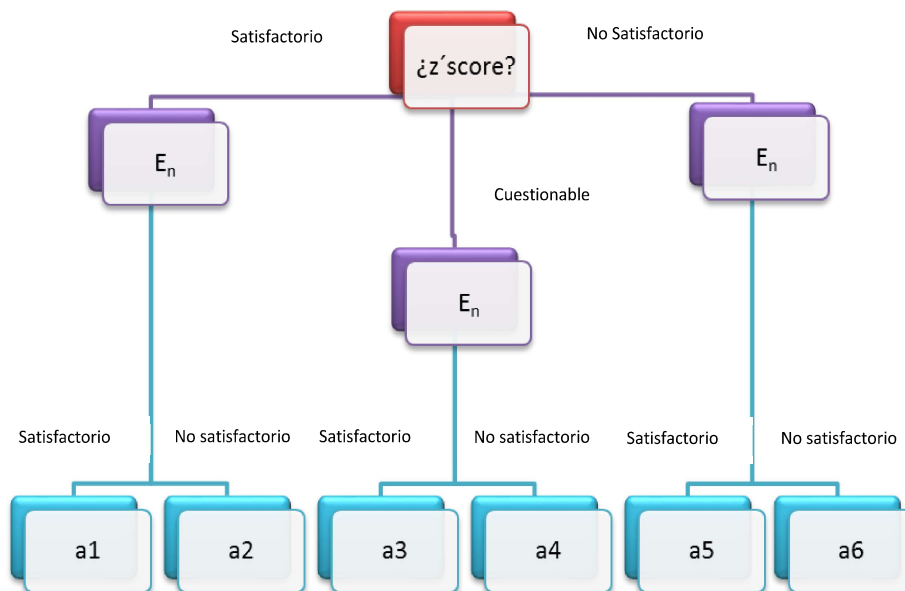 Satisfactorio
¿z´score?
No Satisfactorio
En
En
Cuestionable
En
Satisfactorio
No satisfactorio
Satisfactorio
No satisfactorio
Satisfactorio
No satisfactorio
a1
a2
a3
a4
a5
a6